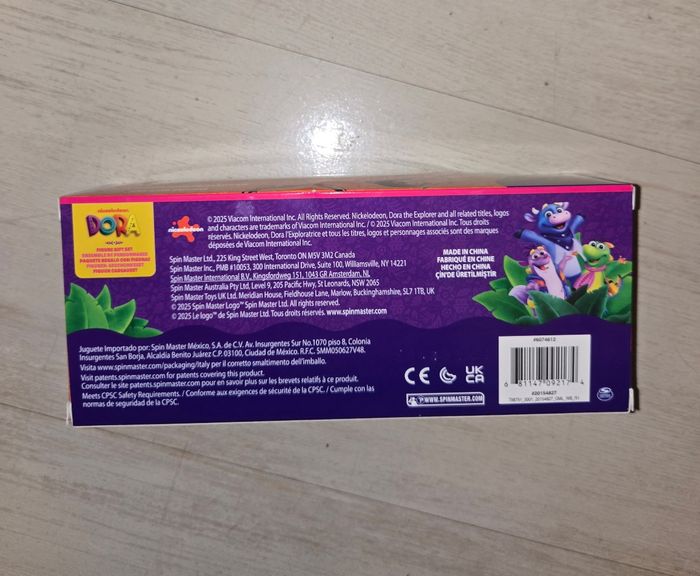 nickelodeon
DORA
FIGURE GIFT SET
ENSEMBLE DE PERSONNAGES
PAQUETE REGALO CON FIGURAS
nickelodeon
© 2025 Viacom International Inc. All Rights Reserved. Nickelodeon, Dora the Explorer and all related titles, logos
and characters are trademarks of Viacom International Inc. / © 2025 Viacom International Inc. Tous droits
réservés. Nickelodeon, Dora l'Exploratrice et tous les titres, logos et personnages associés sont des marques
déposées de Viacom International Inc.
Spin Master Ltd., 225 King Street West, Toronto ON M5V 3M2 Canada
Spin Master Inc., PMB #10053, 300 International Drive, Suite 100, Williamsville, NY 14221
Spin Master International B.V., Kingsfordweg 151, 1043 GR Amsterdam, NL
Spin Master Australia Pty Ltd, Level 9, 205 Pacific Hwy, St Leonards, NSW 2065
Spin Master Toys UK Ltd. Meridian House, Fieldhouse Lane, Marlow, Buckinghamshire, SL7 1TB, UK
© 2025 Spin Master Logo™ Spin Master Ltd. All rights reserved.
© 2025 Le logo™ de Spin Master Ltd. Tous droits réservés. www.spinmaster.com
MADE IN CHINA
FABRIQUÉ EN CHINE
HECHO EN CHINA
ÇİN'DE ÜRETİLMİŞTİR
Juguete Importado por: Spin Master México, S.A. de C.V. Av. Insurgentes Sur No.1070 piso 8, Colonia
Insurgentes San Borja, Alcaldía Benito Juárez C.P. 03100, Ciudad de México. R.F.C. SMM050627V48.
Visita www.spinmaster.com/packaging/italy per il corretto smaltimento dell'imballo.
Visit patents.spinmaster.com for patents covering this product.
Consulter le site patents.spinmaster.com pour en savoir plus sur les brevets relatifs à ce produit.
Meets CPSC Safety Requirements. / Conforme aux exigences de sécurité de la CPSC. / Cumple con las
normas de seguridad de la CPSC.
CE
UK
CA
WWW.SPINMASTER.COM
#6074612
6 81147 09217 4
#20154827